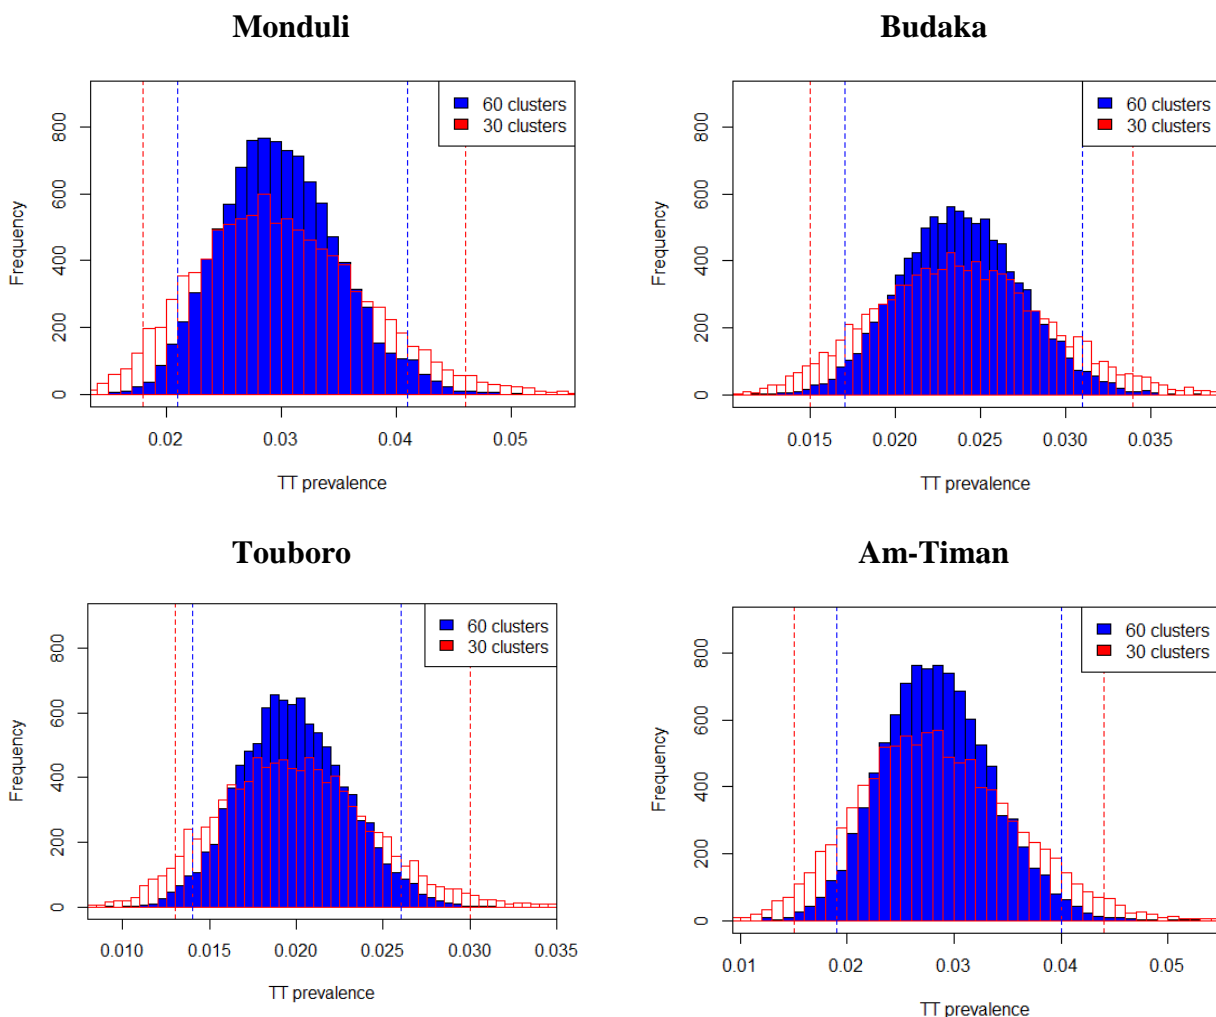 Monduli
60 clusters
30 clusters
Frequency
0 200 400 600 800
0.02 0.03 0.04 0.05
TT prevalence
Budaka
60 clusters
30 clusters
Frequency
0 200 400 600 800
0.015 0.020 0.025 0.030 0.035
TT prevalence
Touboro
60 clusters
30 clusters
Frequency
0 200 400 600 800
0.010 0.015 0.020 0.025 0.030 0.035
TT prevalence
Am-Timan
60 clusters
30 clusters
Frequency
0 200 400 600 800
0.01 0.02 0.03 0.04 0.05
TT prevalence